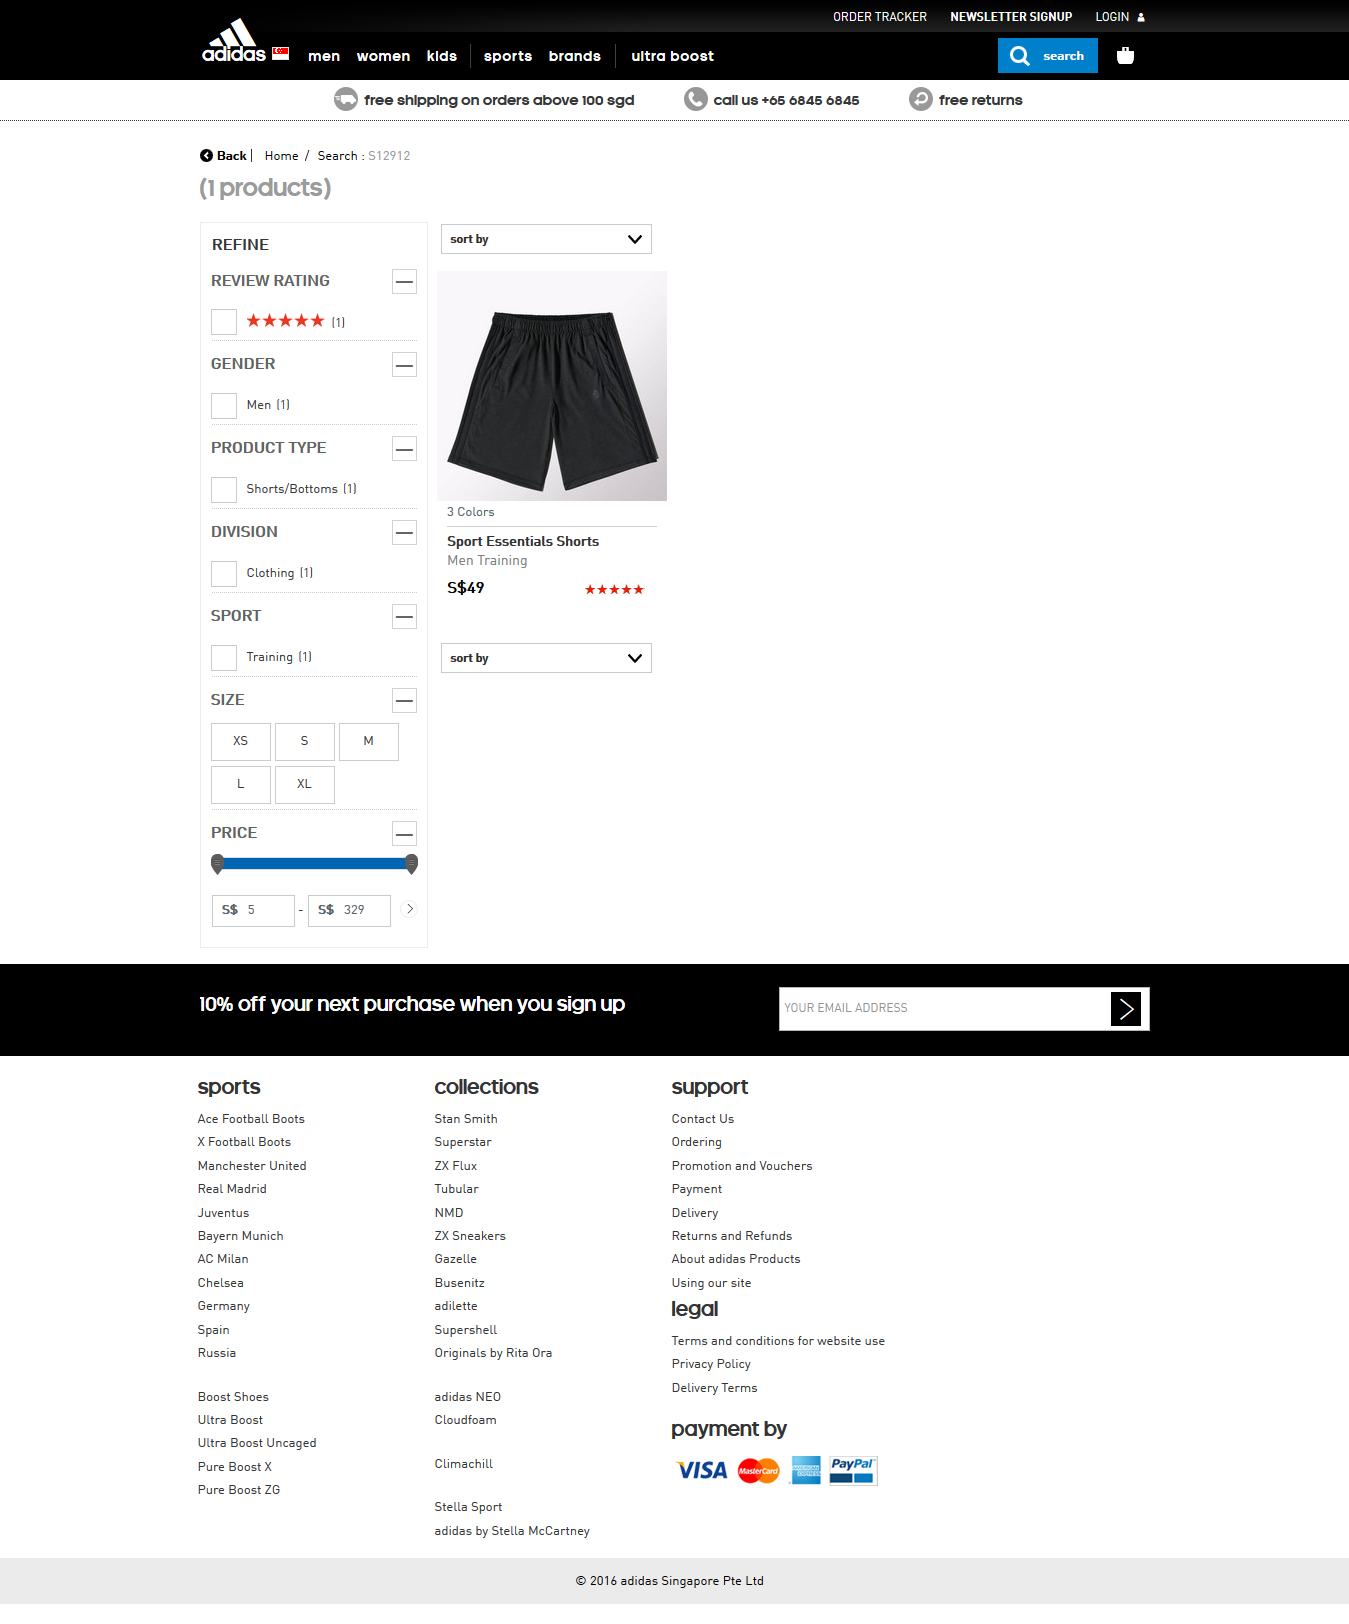 ORDER TRACKER NEWSLETTER SIGNUP LOGIN
adidas men women kids sports brands ultra boost search
free shipping on orders above 100 sgd call us +65 6845 6845 free returns
Back | Home / Search : S12912
(1 products)
REFINE
REVIEW RATING
(1)
GENDER
Men (1)
PRODUCT TYPE
Shorts/Bottoms (1)
DIVISION
Clothing (1)
SPORT
Training (1)
SIZE
XS S M
L XL
PRICE
S$ 5 - S$ 329
sort by
3 Colors
Sport Essentials Shorts
Men Training
S$49
sort by
10% off your next purchase when you sign up
YOUR EMAIL ADDRESS
sports
Ace Football Boots
X Football Boots
Manchester United
Real Madrid
Juventus
Bayern Munich
AC Milan
Chelsea
Germany
Spain
Russia
Boost Shoes
Ultra Boost
Ultra Boost Uncaged
Pure Boost X
Pure Boost ZG
collections
Stan Smith
Superstar
ZX Flux
Tubular
NMD
ZX Sneakers
Gazelle
Busenitz
adilette
Supershell
Originals by Rita Ora
adidas NEO
Cloudfoam
Climachill
Stella Sport
adidas by Stella McCartney
support
Contact Us
Ordering
Promotion and Vouchers
Payment
Delivery
Returns and Refunds
About adidas Products
Using our site
legal
Terms and conditions for website use
Privacy Policy
Delivery Terms
payment by
VISA MasterCard AMERICAN EXPRESS PayPal
© 2016 adidas Singapore Pte Ltd